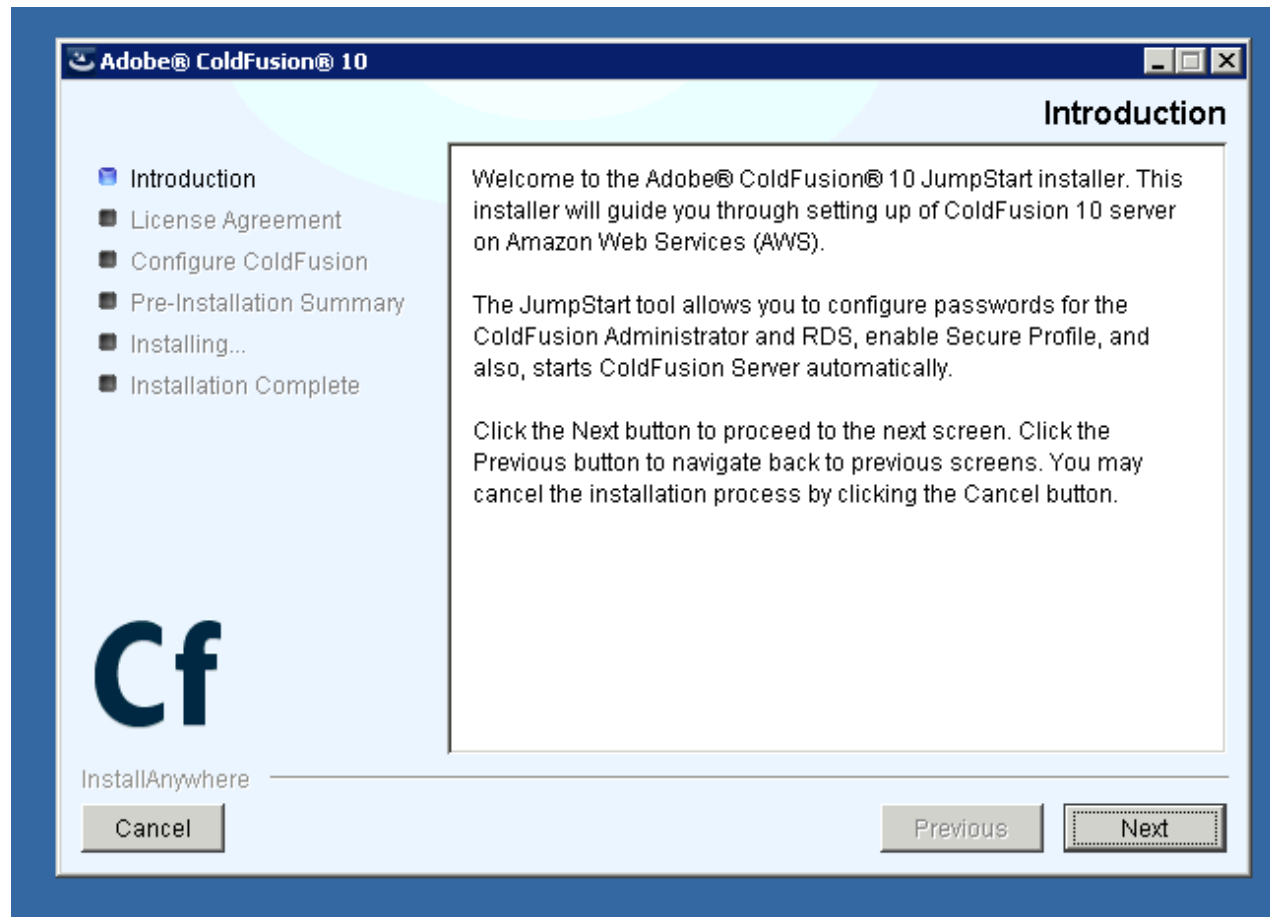 Adobe® ColdFusion® 10
Introduction
Introduction
License Agreement
Configure ColdFusion
Pre-Installation Summary
Installing...
Installation Complete
Welcome to the Adobe® ColdFusion® 10 JumpStart installer. This
installer will guide you through setting up of ColdFusion 10 server
on Amazon Web Services (AWS).
The JumpStart tool allows you to configure passwords for the
ColdFusion Administrator and RDS, enable Secure Profile, and
also, starts ColdFusion Server automatically.
Click the Next button to proceed to the next screen. Click the
Previous button to navigate back to previous screens. You may
cancel the installation process by clicking the Cancel button.
Cf
InstallAnywhere
Cancel
Previous
Next